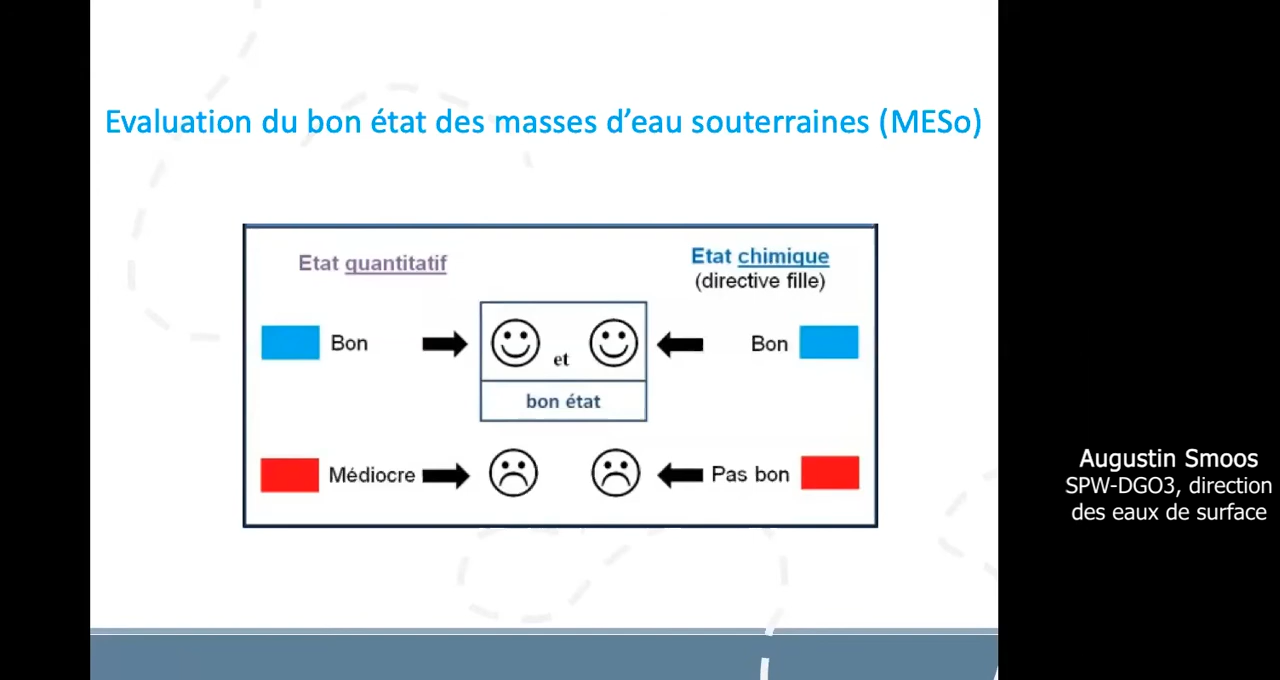 Evaluation du bon état des masses d’eau souterraines (MESo)
Etat quantitatif
Etat chimique
(directive fille)
Bon
et
Bon
bon état
Médiocre
Pas bon
Augustin Smoos
SPW-DGO3, direction
des eaux de surface